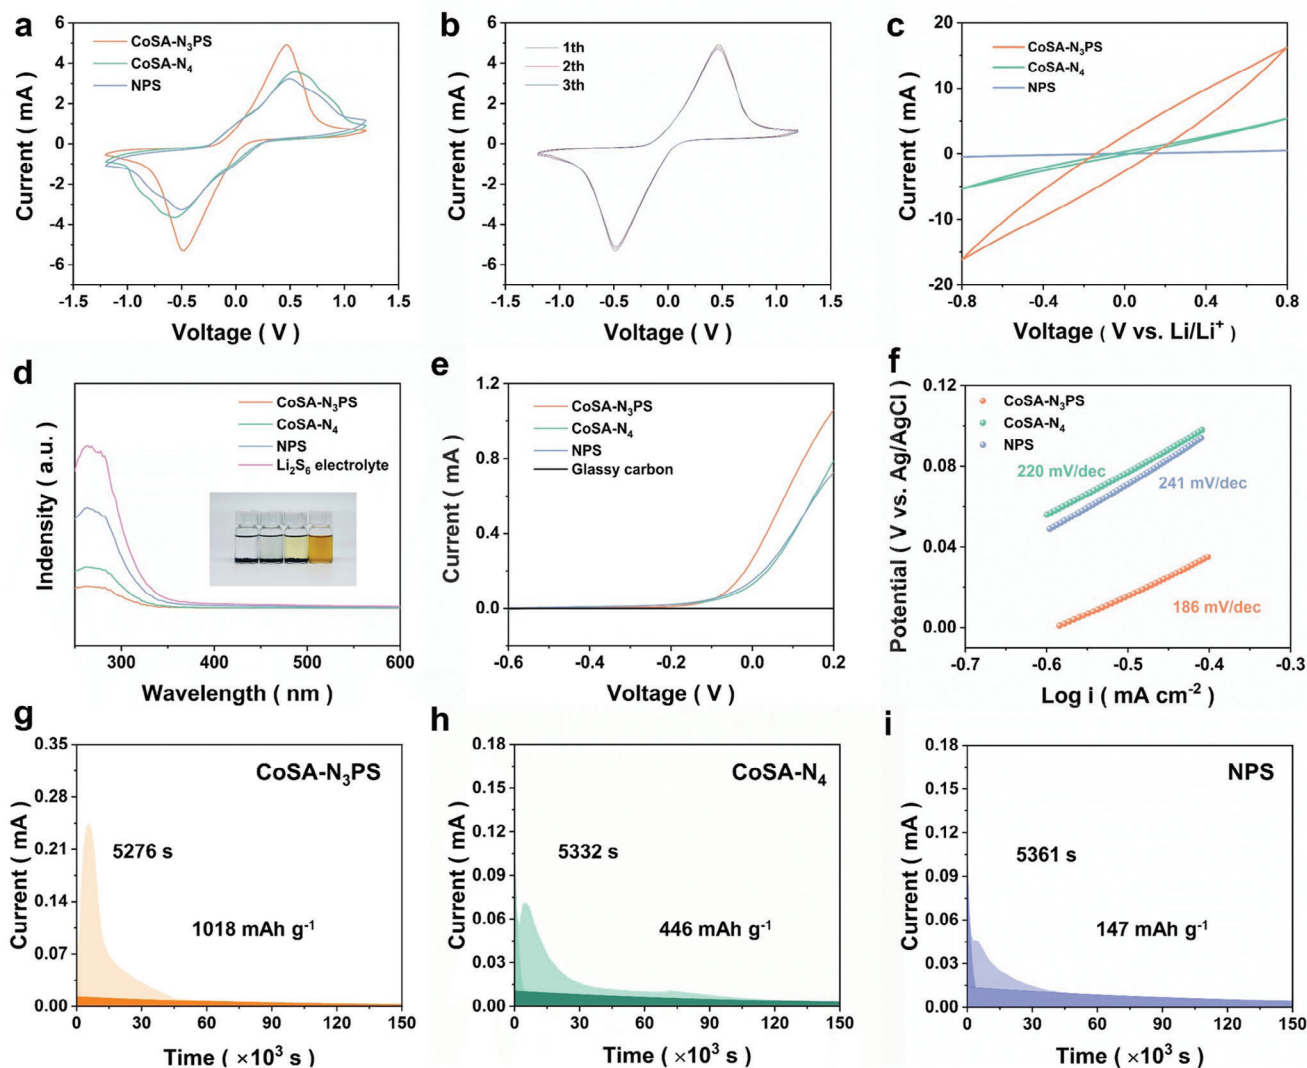 a
6
4
2
0
-2
-4
-6
Current ( mA )
CoSA-N₃PS
CoSA-N₄
NPS
-1.5
-1.0
-0.5
0.0
0.5
1.0
1.5
Voltage ( V )
b
6
4
2
0
-2
-4
-6
Current ( mA )
1th
2th
3th
-1.5
-1.0
-0.5
0.0
0.5
1.0
1.5
Voltage ( V )
c
20
10
0
-10
-20
Current ( mA )
CoSA-N₃PS
CoSA-N₄
NPS
-0.8
-0.4
0.0
0.4
0.8
Voltage ( V vs. Li/Li⁺ )
d
Indensity ( a.u. )
CoSA-N₃PS
CoSA-N₄
NPS
Li₂S₆ electrolyte
300
400
500
600
Wavelength ( nm )
e
1.2
0.8
0.4
0.0
Current ( mA )
CoSA-N₃PS
CoSA-N₄
NPS
Glassy carbon
-0.6
-0.4
-0.2
0.0
0.2
Voltage ( V )
f
0.12
0.08
0.04
0.00
Potential ( V vs. Ag/AgCl )
CoSA-N₃PS
CoSA-N₄
NPS
220 mV/dec
241 mV/dec
186 mV/dec
-0.7
-0.6
-0.5
-0.4
-0.3
Log i ( mA cm⁻² )
g
0.35
0.28
0.21
0.14
0.07
0.00
Current ( mA )
CoSA-N₃PS
5276 s
1018 mAh g⁻¹
0
30
60
90
120
150
Time ( ×10³ s )
h
0.18
0.15
0.12
0.09
0.06
0.03
0.00
Current ( mA )
CoSA-N₄
5332 s
446 mAh g⁻¹
0
30
60
90
120
150
Time ( ×10³ s )
i
0.18
0.15
0.12
0.09
0.06
0.03
0.00
Current ( mA )
NPS
5361 s
147 mAh g⁻¹
0
30
60
90
120
150
Time ( ×10³ s )